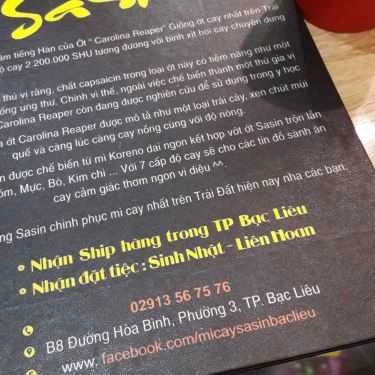 Sasin
tiếng Hàn của Ớt " Carolina Reaper" Giống ớt cay nhất trên Trái
cay 2.200.000 SHU tương đương với bình xịt hơi cay chuyên dụng
thú vị rằng, chất capsaicin trong loại ớt này có tiềm năng như một
ống ung thư. Chính vì thế, ngoài việc chế biến thành một thứ gia vị
Carolina Reaper còn đang được nghiên cứu để sử dụng trong y học
ớt Carolina Reaper được mô tả như một loại trái cây, xen chút mùi
quế và càng lúc càng cay nồng cùng với độ nóng.
được chế biến từ mì Koreno dai ngon kết hợp với ớt Sasin trộn lẫn
Mực, Bò, Kim chi ... Với 7 cấp độ cay sẽ cho các tín đồ sành ăn
cay cảm giác thơm ngon vi diệu ^^.
Sasin chinh phục mì cay nhất trên Trái Đất hiện nay nha các bạn.
Nhận Ship hàng trong TP Bạc Liêu
Nhận đặt tiệc : Sinh Nhật - Liên Hoan
02913 56 75 76
B8 Đường Hòa Bình, Phường 3, TP. Bạc Liêu
www. facebook.com/micaysasinbaclieu